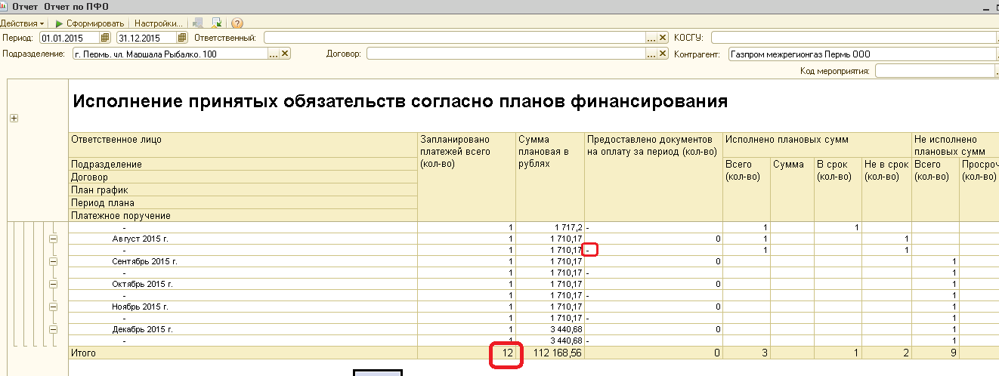 Отчет  Отчет по ПФО
Действия Сформировать Настройки... ?
Период: 01.01.2015 31.12.2015 Ответственный: ... КОСГУ:
Подразделение: г. Пермь, ул. Маршала Рыбалко, 100 ... Договор: ... Контрагент: Газпром межрегионгаз Пермь ООО
Код мероприятия:
Исполнение принятых обязательств согласно планов финансирования
Ответственное лицо Запланировано платежей всего (кол-во) Сумма плановая в рублях Предоставлено документов на оплату за период (кол-во) Исполнено плановых сумм Не исполнено плановых сумм
Подразделение Всего (кол-во) Сумма В срок (кол-во) Не в срок (кол-во) Всего (кол-во) Просроч (кол-во)
Договор
План график
Период плана
Платежное поручение
- 1 1 717,2 - 1 1
Август 2015 г. 1 1 710,17 0 1 1
- 1 1 710,17 - 1 1
Сентябрь 2015 г. 1 1 710,17 0 1
- 1 1 710,17 - 1
Октябрь 2015 г. 1 1 710,17 0 1
- 1 1 710,17 - 1
Ноябрь 2015 г. 1 1 710,17 0 1
- 1 1 710,17 - 1
Декабрь 2015 г. 1 3 440,68 0 1
- 1 3 440,68 - 1
Итого 12 112 168,56 0 3 1 2 9